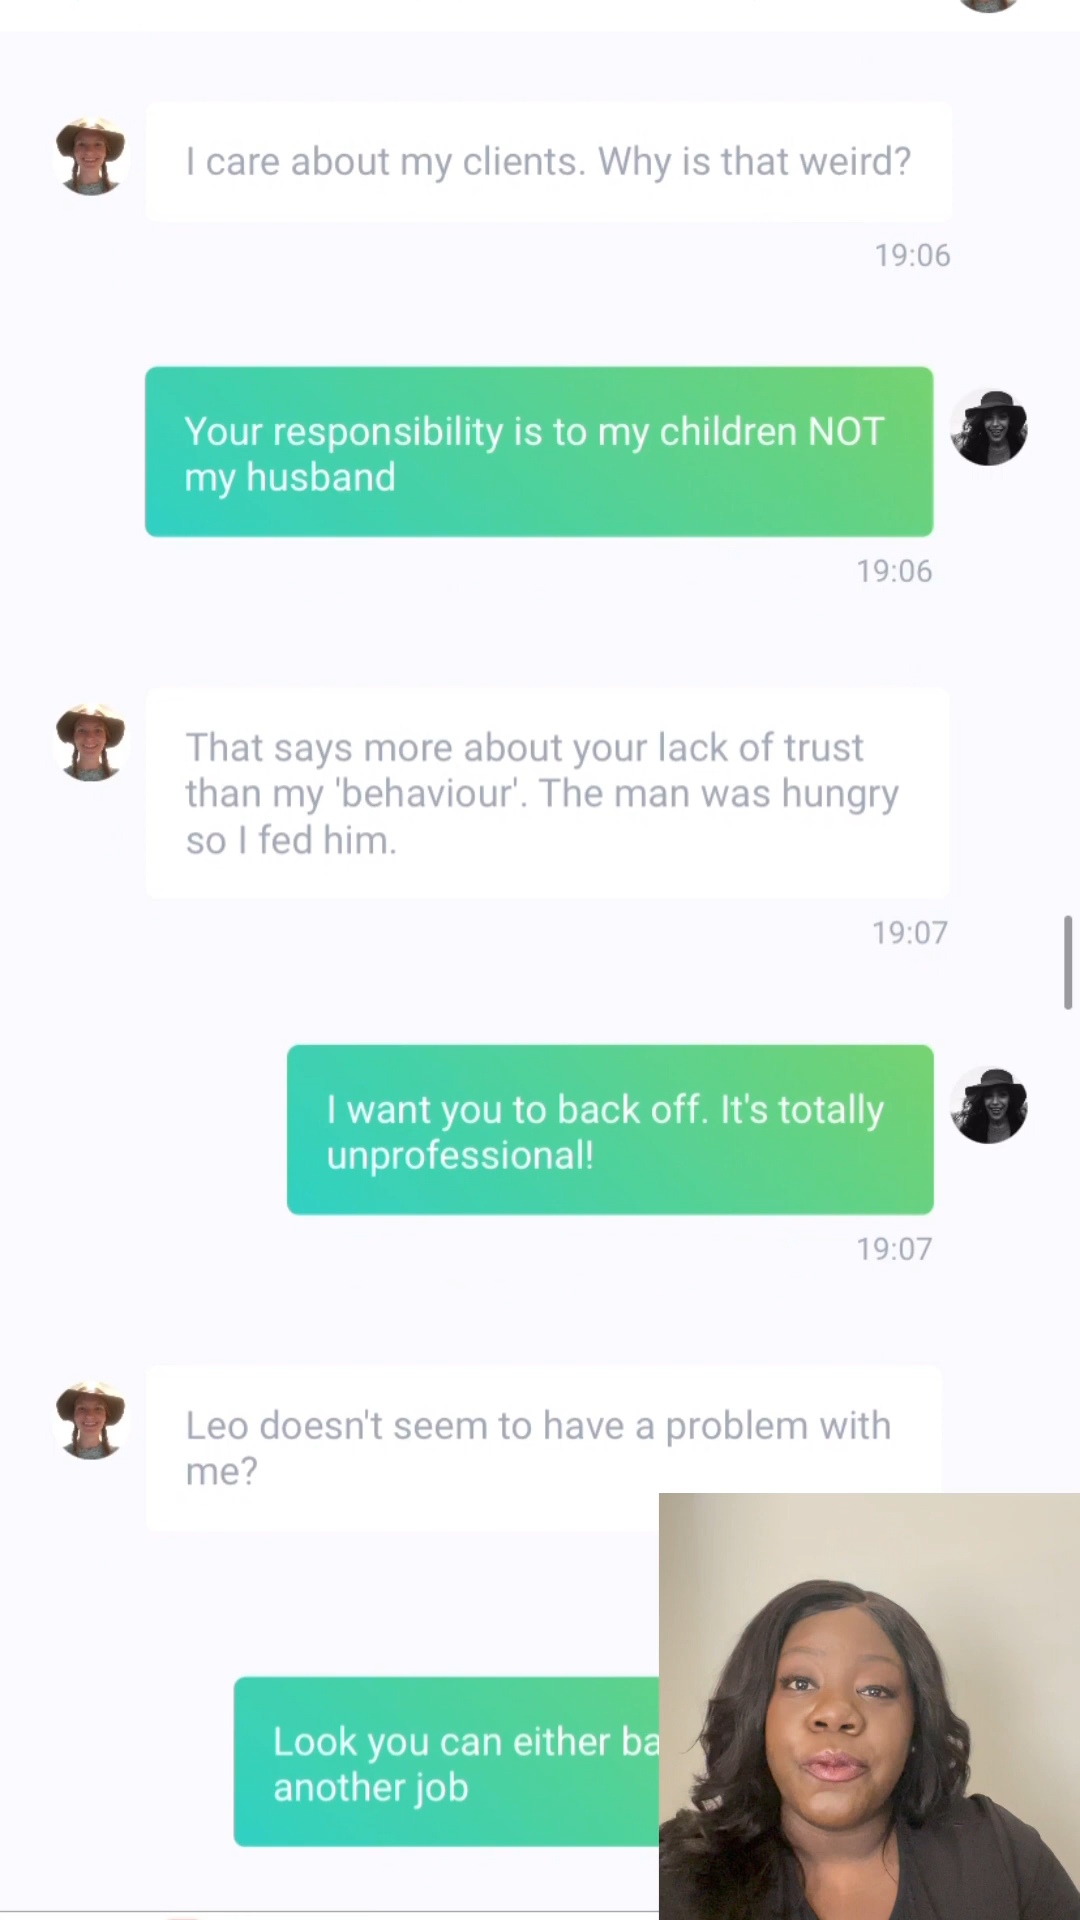 I care about my clients. Why is that weird?
19:06
Your responsibility is to my children NOT
my husband
19:06
That says more about your lack of trust
than my 'behaviour'. The man was hungry
so I fed him.
19:07
I want you to back off. It's totally
unprofessional!
19:07
Leo doesn't seem to have a problem with
me?
Look you can either
another job